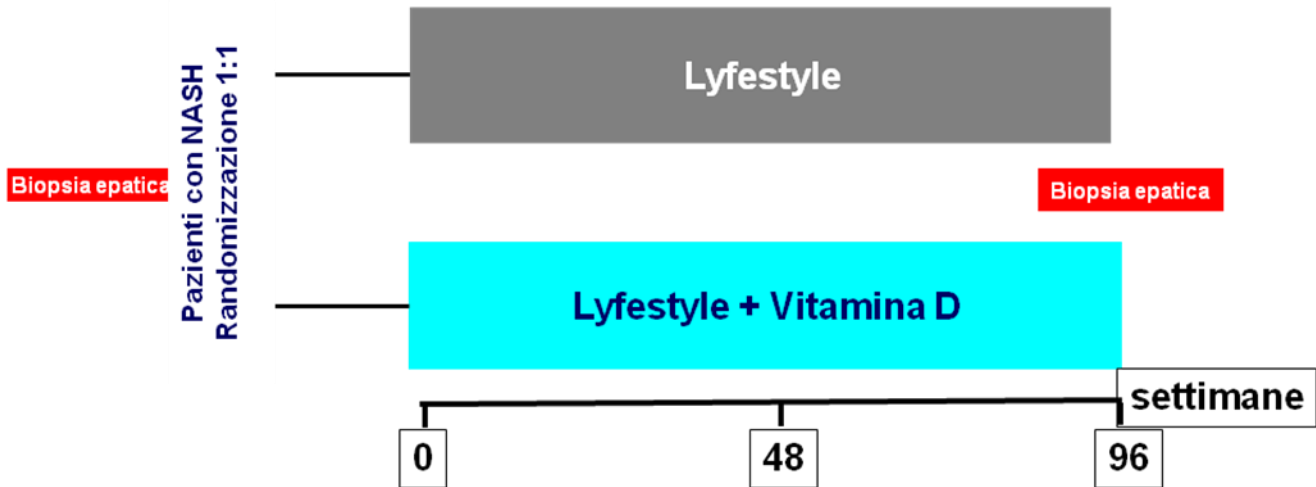 Biopsia epatica
Pazienti con NASH
Randomizzazione 1:1
Lyfestyle
Biopsia epatica
Lyfestyle + Vitamina D
settimane
0
48
96